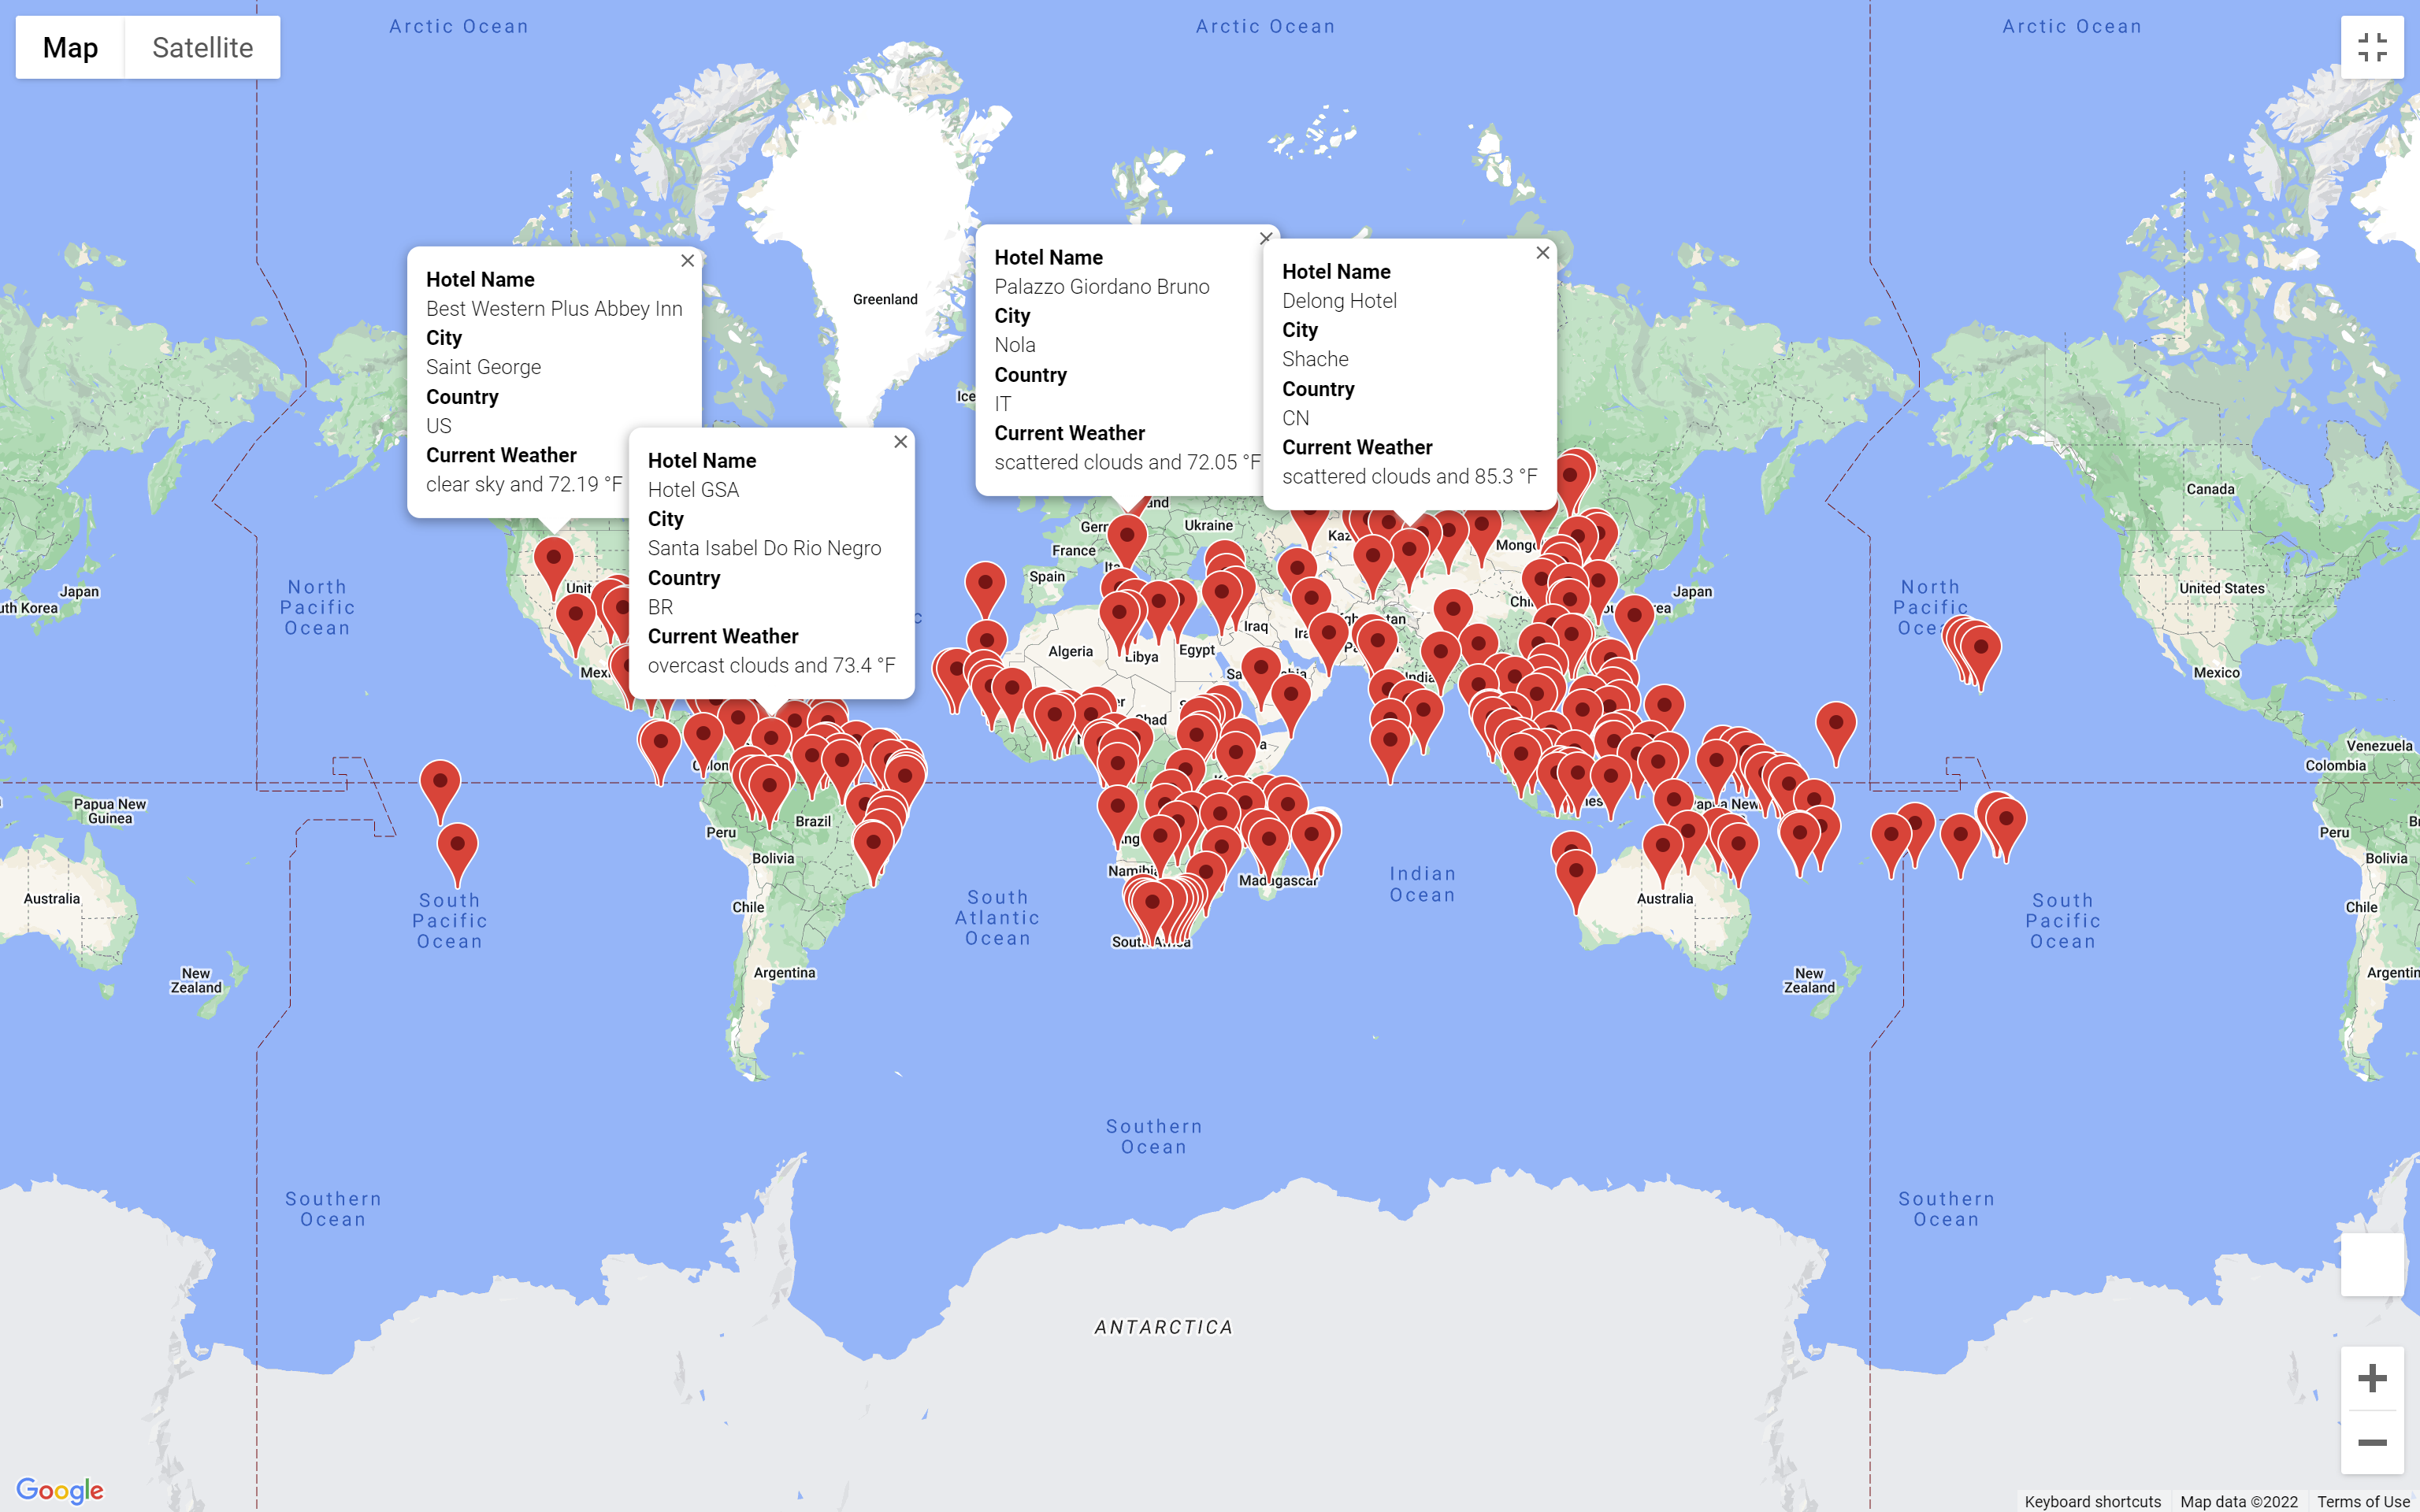 Map
Satellite
Arctic Ocean
Arctic Ocean
Arctic Ocean
Hotel Name
Best Western Plus Abbey Inn
City
Saint George
Country
US
Current Weather
clear sky and 72.19 °F
Hotel Name
Hotel GSA
City
Santa Isabel Do Rio Negro
Country
BR
Current Weather
overcast clouds and 73.4 °F
Hotel Name
Palazzo Giordano Bruno
City
Nola
Country
IT
Current Weather
scattered clouds and 72.05 °F
Hotel Name
Delong Hotel
City
Shache
Country
CN
Current Weather
scattered clouds and 85.3 °F
Greenland
Canada
Ukraine
France
Spain
Japan
North
Pacific
Ocean
Japan
North
Pacific
United States
Mexico
Algeria
Libya
Egypt
Iraq
India
Chad
Venezuela
Colombia
Papua New
Guinea
Peru
Brazil
Bolivia
Namibia
Madagascar
Indian
Ocean
Peru
Bolivia
Australia
Chile
South
Pacific
Ocean
South
Atlantic
Ocean
Australia
South
Pacific
Ocean
Chile
Argentina
New
Zealand
New
Zealand
Southern
Ocean
Southern
Ocean
Southern
Ocean
ANTARCTICA
Google
Keyboard shortcuts
Map data ©2022
Terms of Use